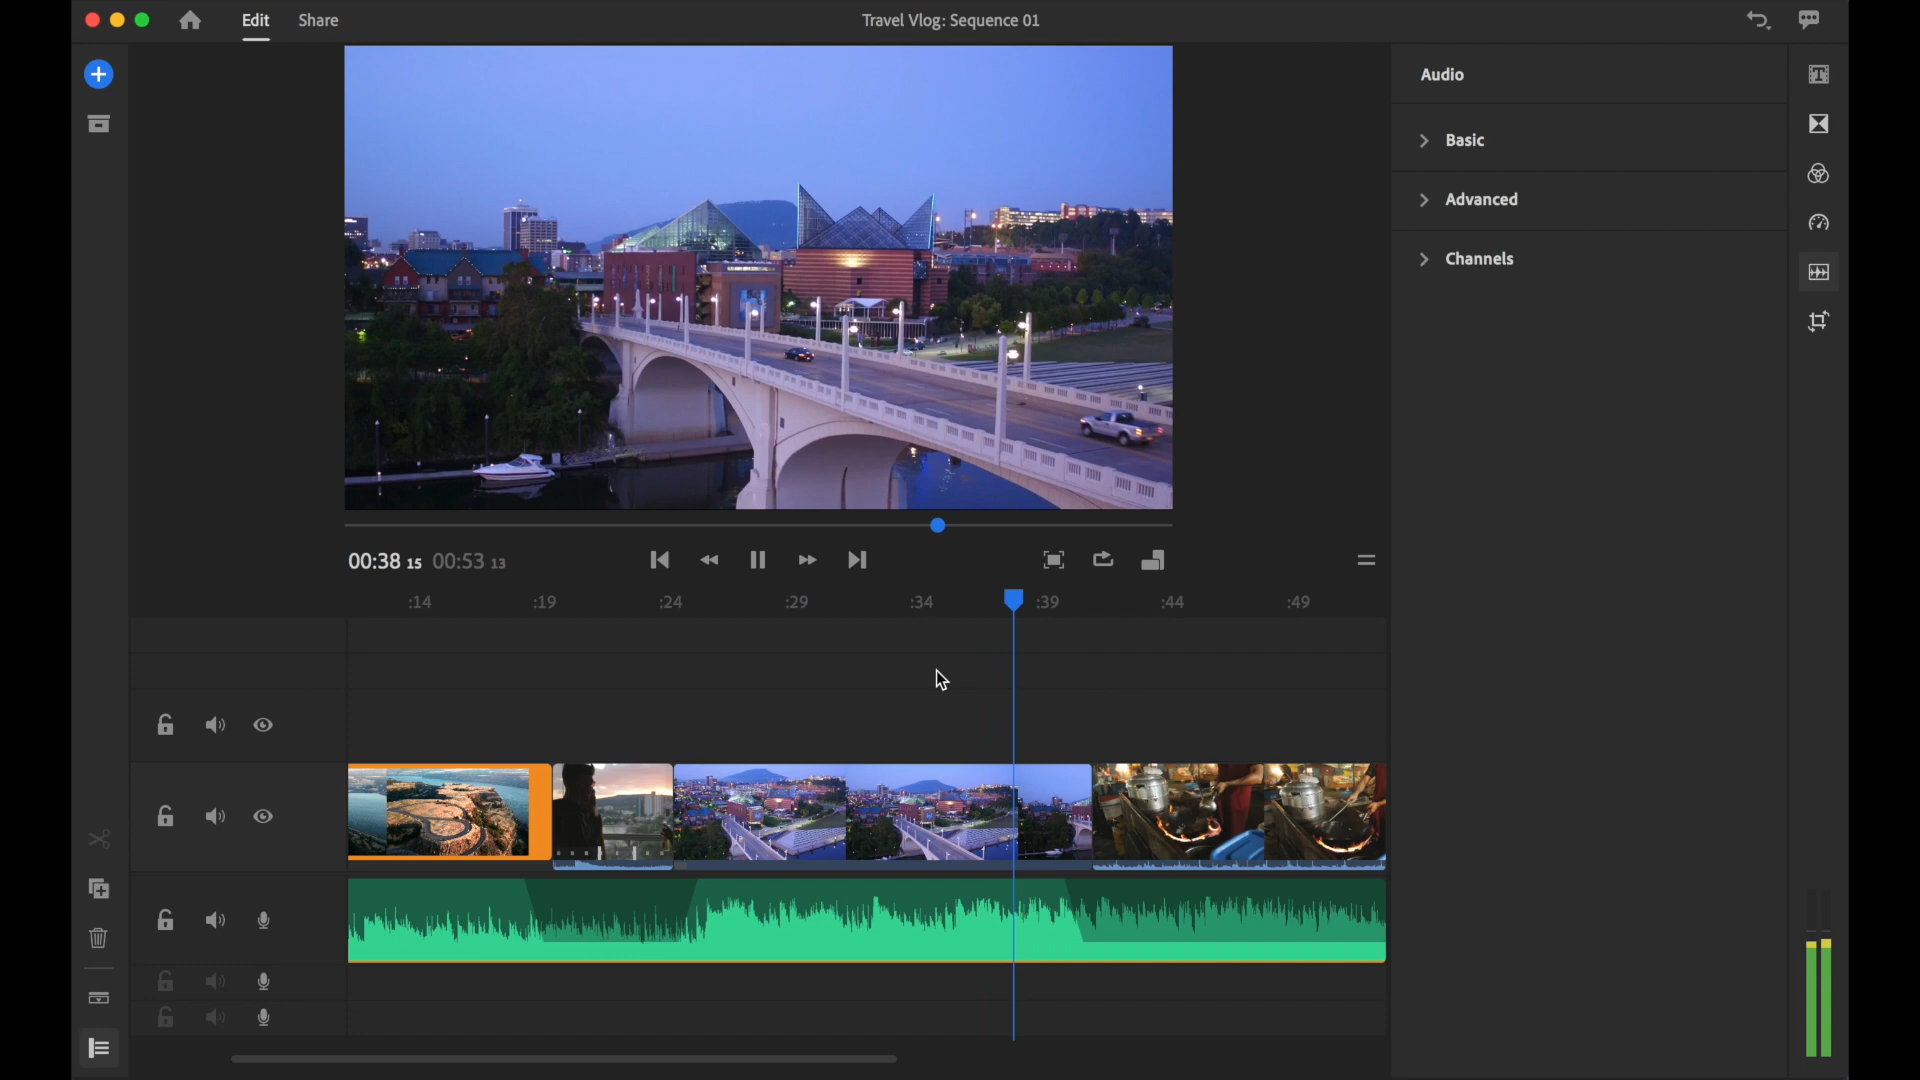 Edit
Share
Travel Vlog: Sequence 01
Audio
Basic
Advanced
Channels
00:38 15 00:53 13
:14 :19 :24 :29 :34 :39 :44 :49